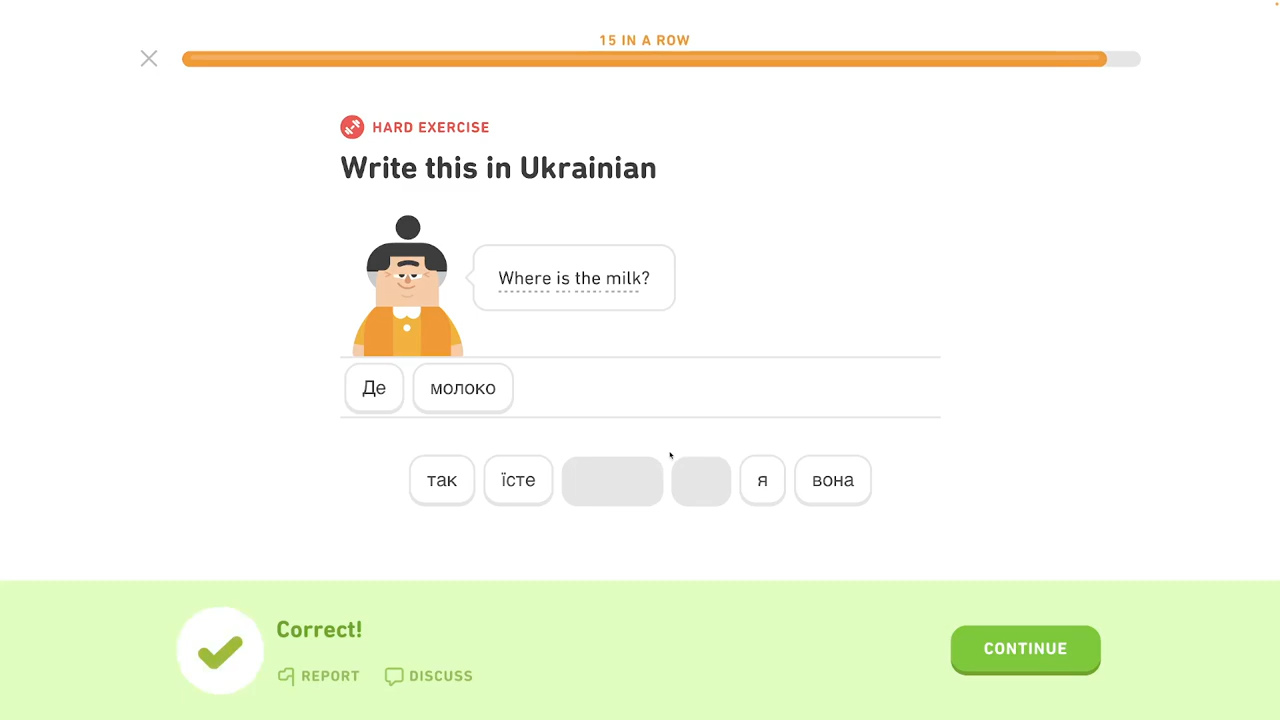 15 IN A ROW
HARD EXERCISE
Write this in Ukrainian
Where is the milk?
Де молоко
так їсте я вона
Correct!
REPORT DISCUSS
CONTINUE